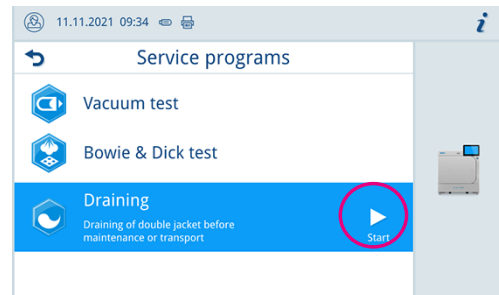 11.11.2021 09:34
Service programs
Vacuum test
Bowie & Dick test
Draining
Draining of double jacket before
maintenance or transport
Start